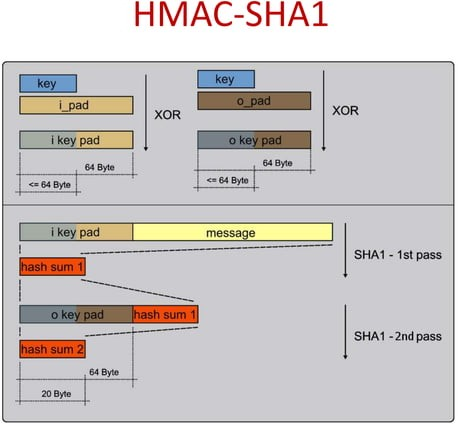 HMAC-SHA1
key
i_pad
XOR
i key pad
64 Byte
<= 64 Byte
key
o_pad
XOR
o key pad
64 Byte
<= 64 Byte
i key pad
message
hash sum 1
SHA1 - 1st pass
o key pad
hash sum 1
hash sum 2
SHA1 - 2nd pass
64 Byte
20 Byte